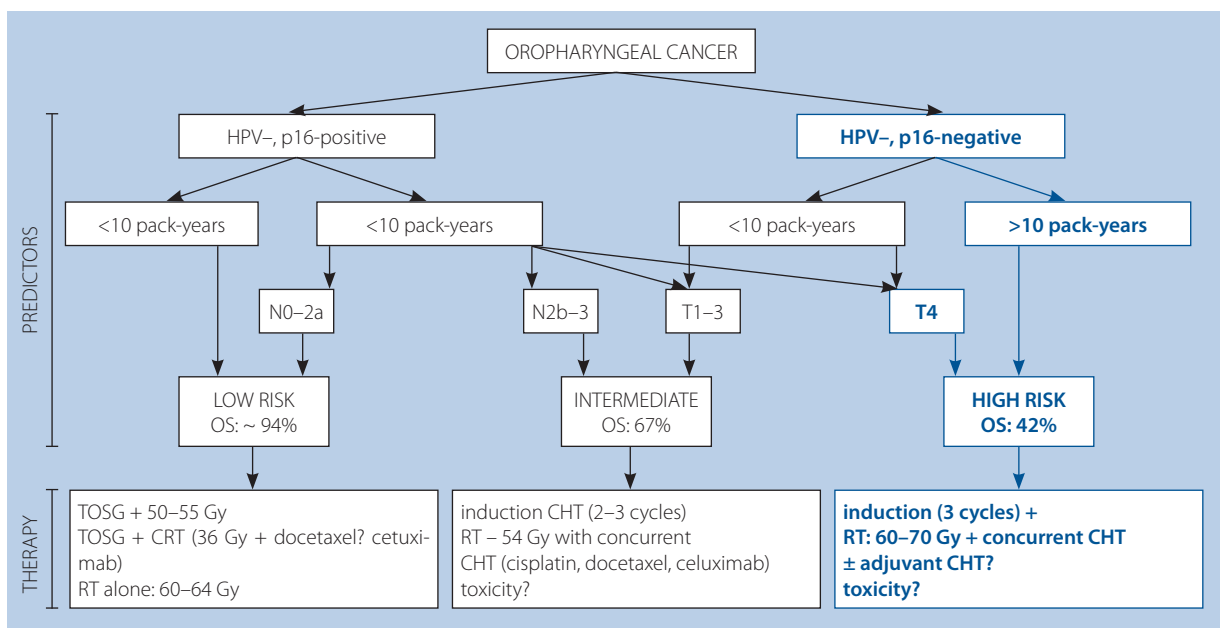 OROPHARYNGEAL CANCER
PREDICTORS
HPV–, p16-positive
HPV–, p16-negative
<10 pack-years
<10 pack-years
<10 pack-years
>10 pack-years
N0–2a
N2b–3
T1–3
T4
LOW RISK
OS: ~ 94%
INTERMEDIATE
OS: 67%
HIGH RISK
OS: 42%
THERAPY
TOSG + 50–55 Gy
TOSG + CRT (36 Gy + docetaxel? cetuxi-
mab)
RT alone: 60–64 Gy
induction CHT (2–3 cycles)
RT – 54 Gy with concurrent
CHT (cisplatin, docetaxel, celuximab)
toxicity?
induction (3 cycles) +
RT: 60–70 Gy + concurrent CHT
± adjuvant CHT?
toxicity?